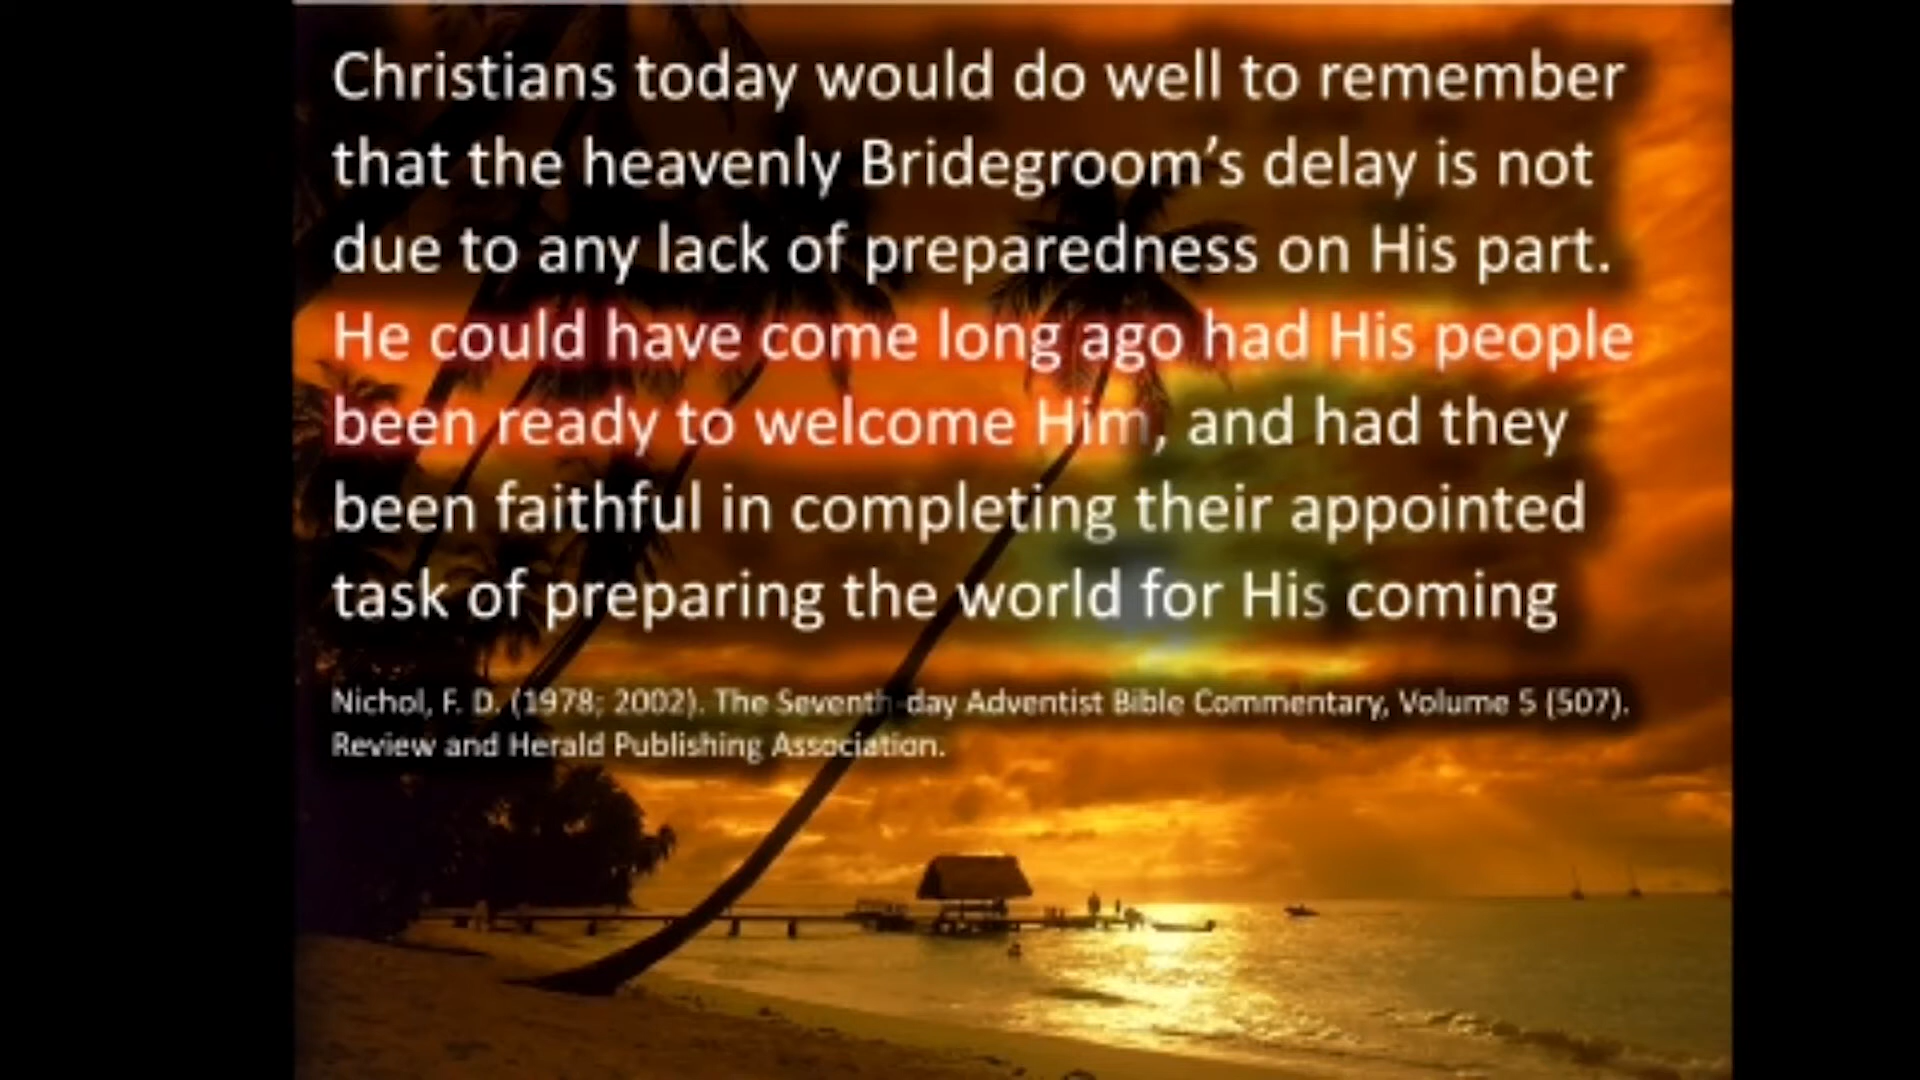 Christians today would do well to remember
that the heavenly Bridegroom’s delay is not
due to any lack of preparedness on His part.
He could have come long ago had His people
been ready to welcome Him, and had they
been faithful in completing their appointed
task of preparing the world for His coming
Nichol, F. D. (1978; 2002). The Seventh-day Adventist Bible Commentary, Volume 5 (507).
Review and Herald Publishing Association.